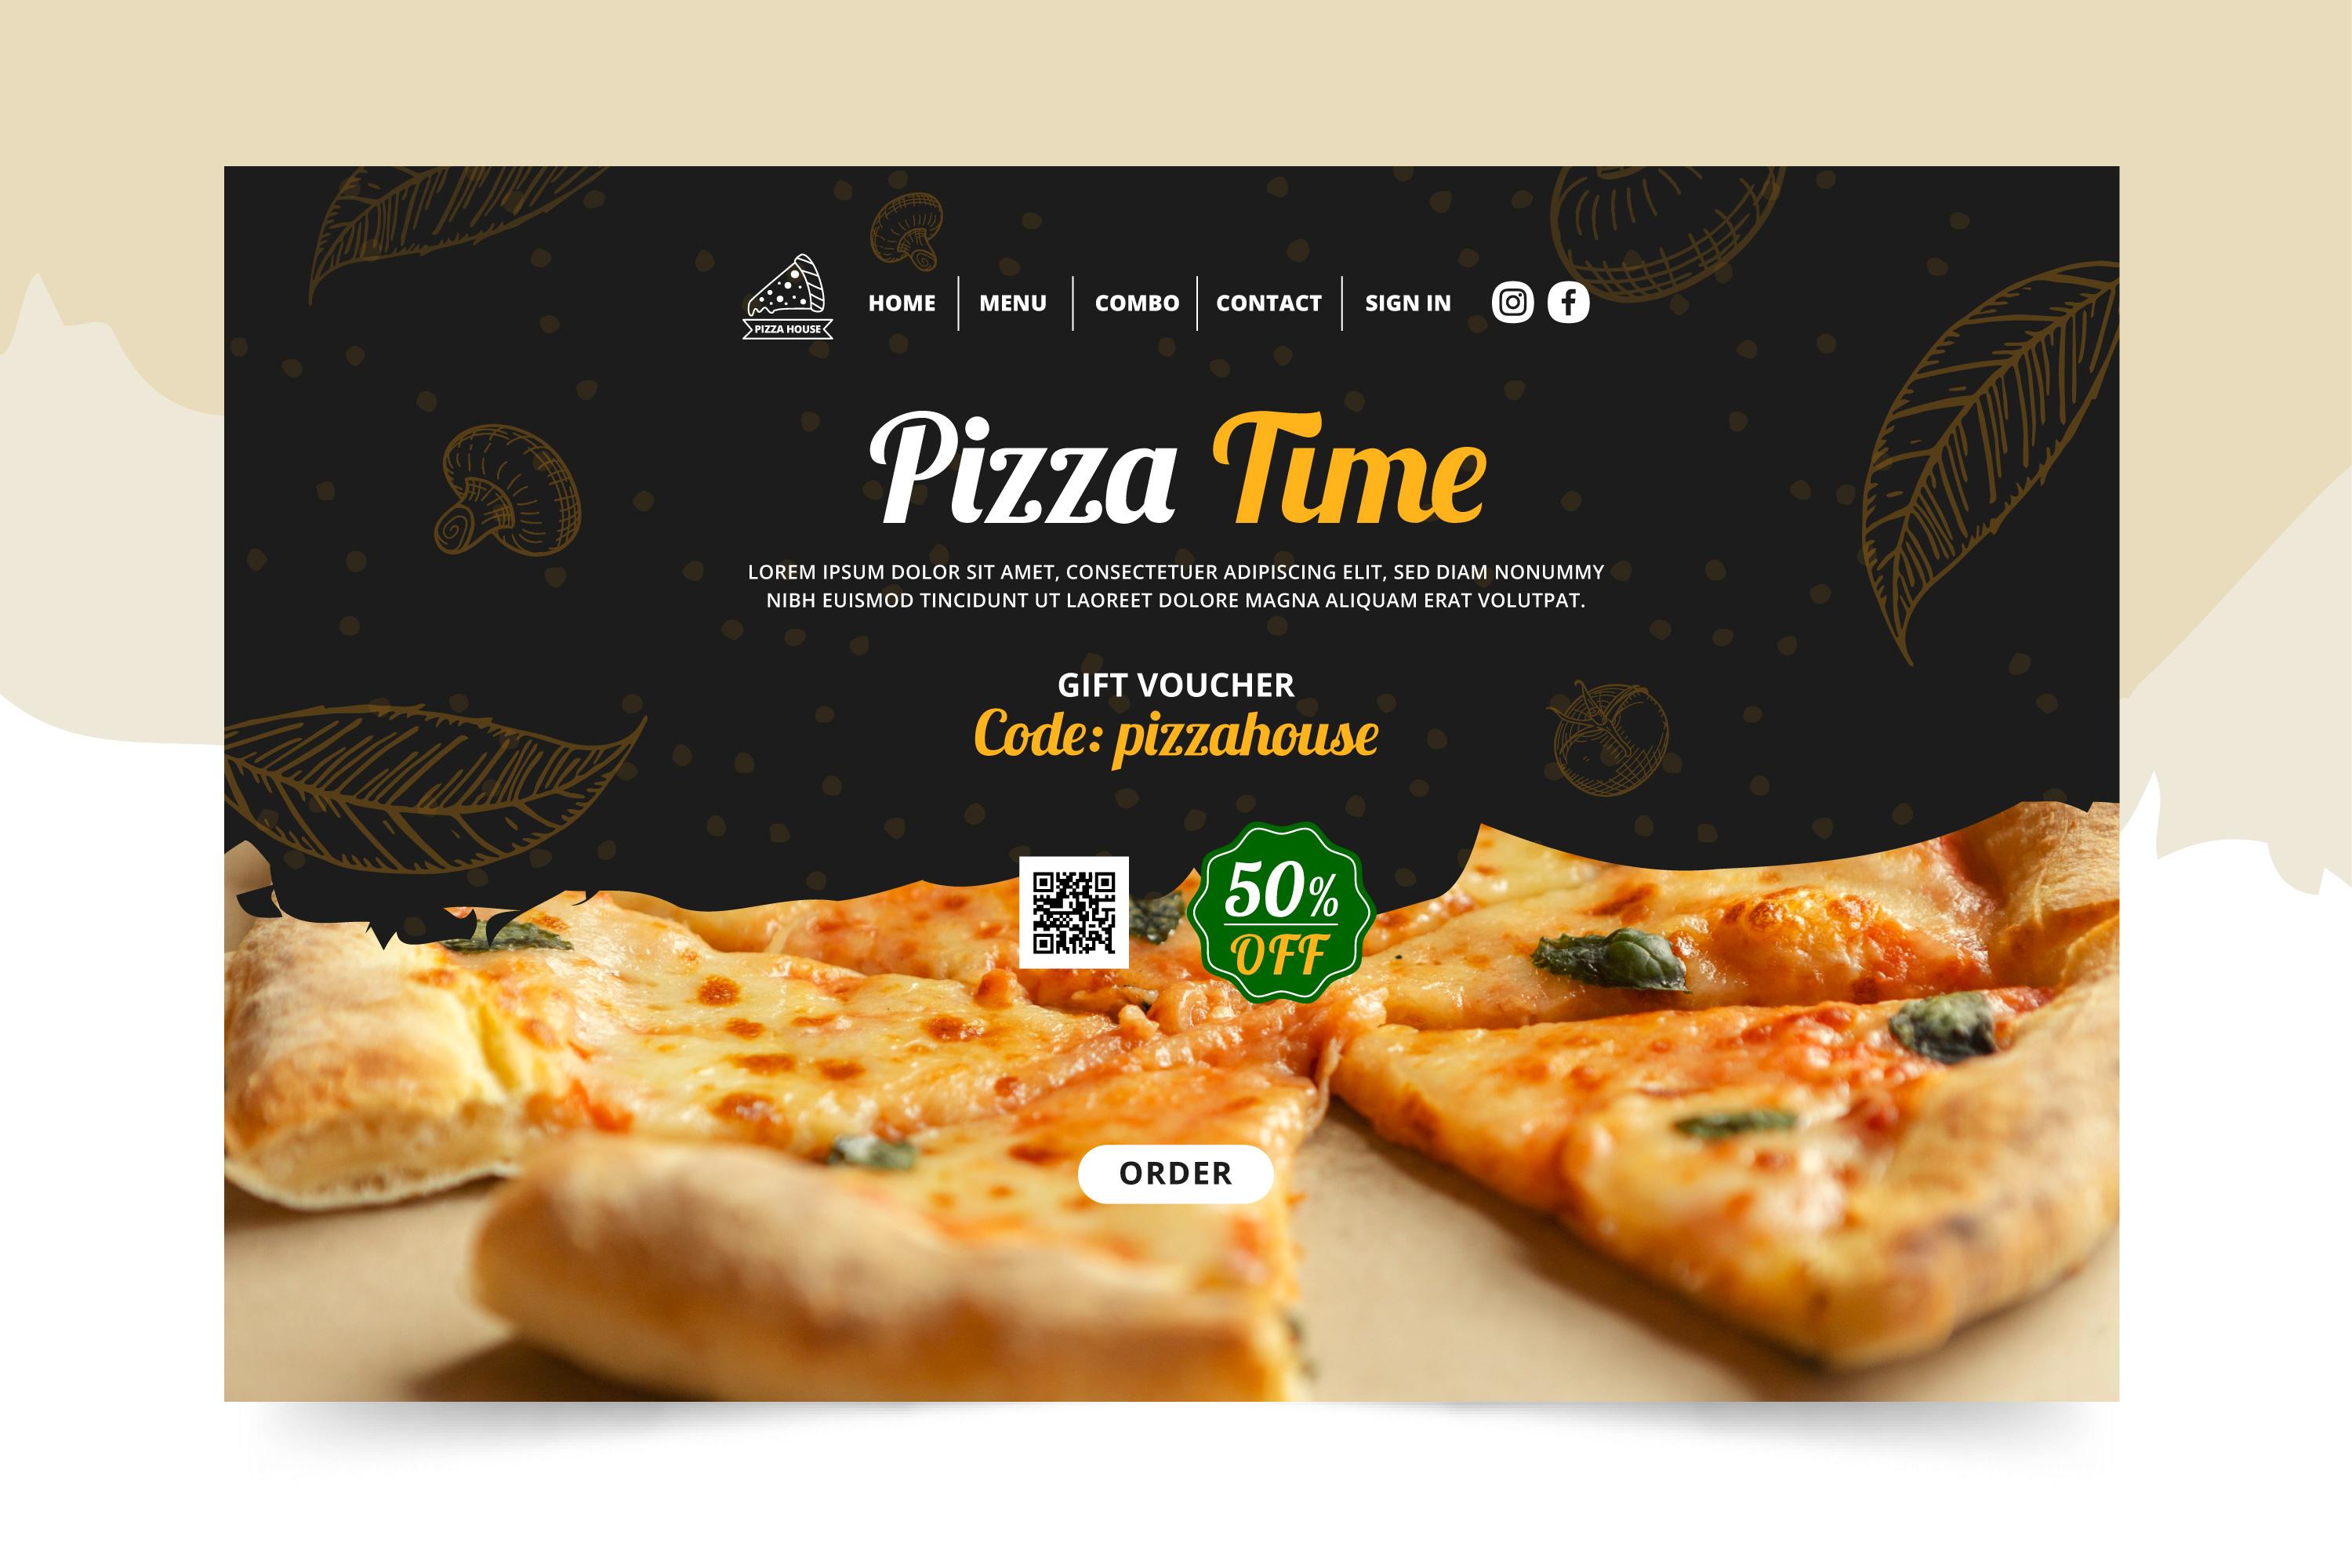 PIZZA HOUSE
HOME
MENU
COMBO
CONTACT
SIGN IN
Pizza Time
LOREM IPSUM DOLOR SIT AMET, CONSECTETUER ADIPISCING ELIT, SED DIAM NONUMMY
NIBH EUISMOD TINCIDUNT UT LAOREET DOLORE MAGNA ALIQUAM ERAT VOLUTPAT.
GIFT VOUCHER
Code: pizzahouse
50%
OFF
ORDER